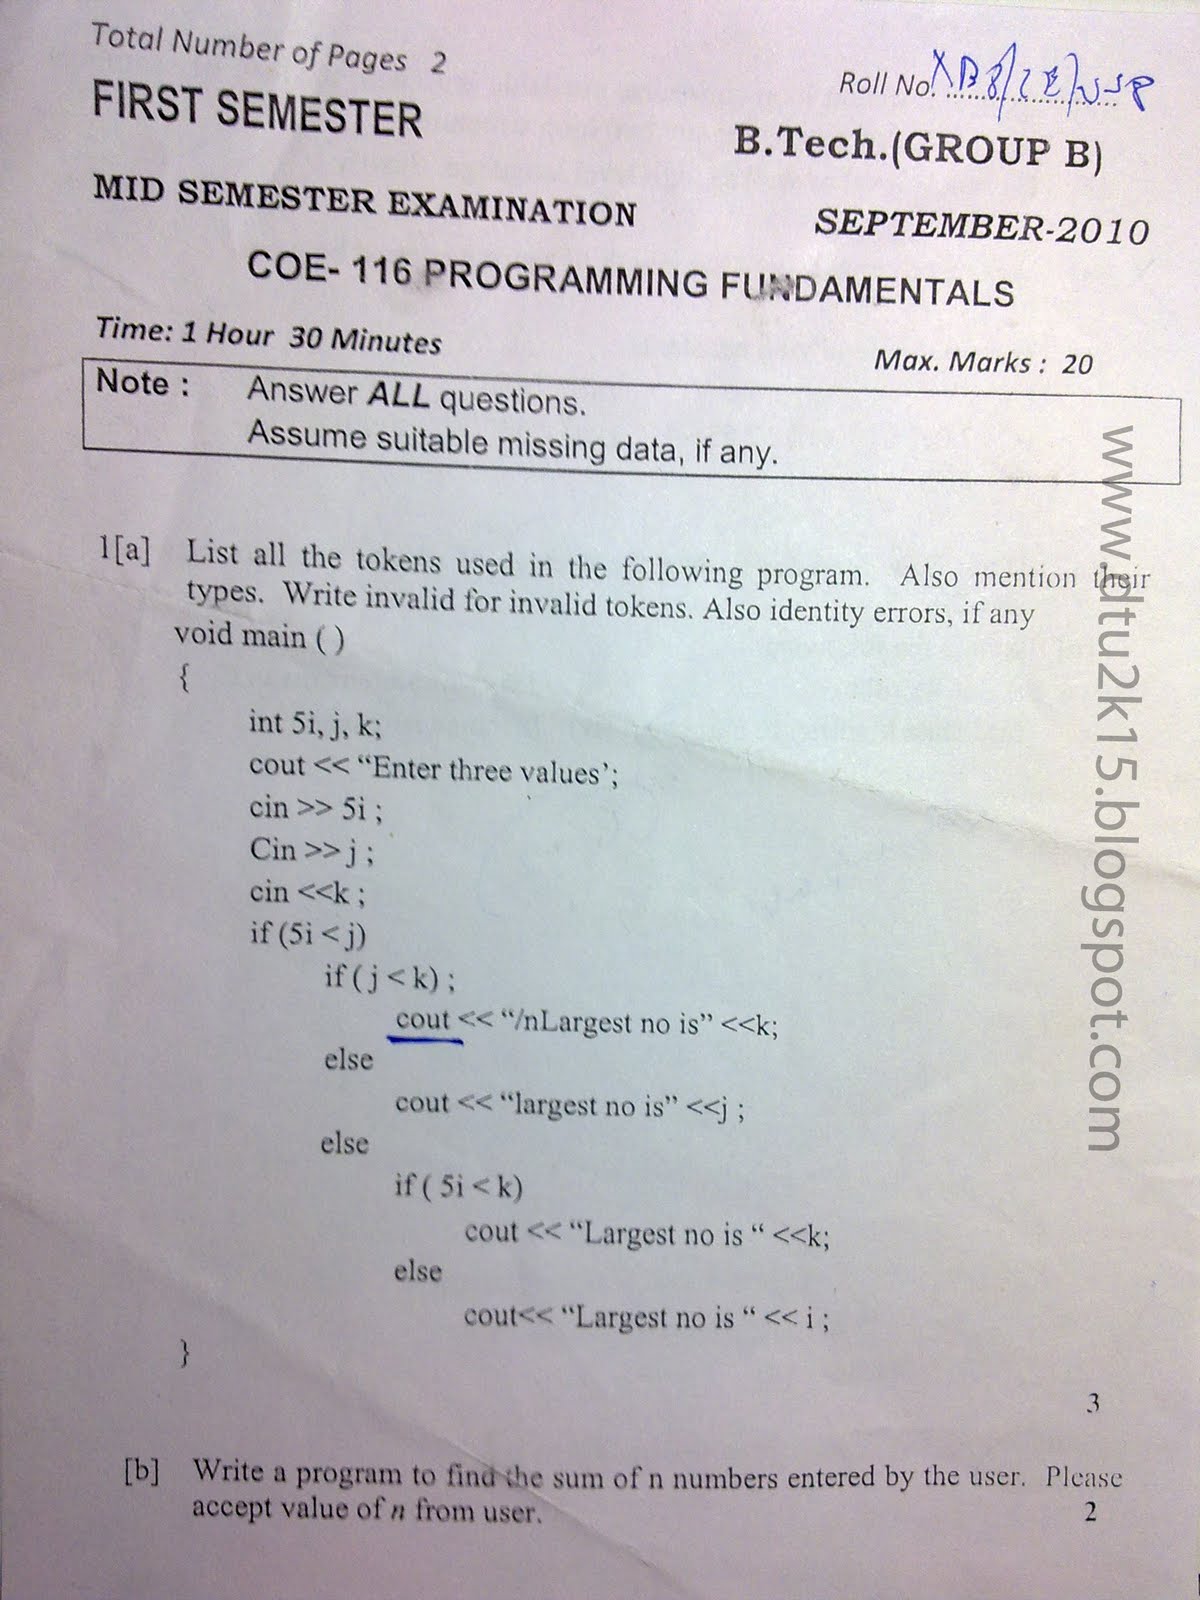 Total Number of Pages 2
Roll No.
FIRST SEMESTER
B.Tech.(GROUP B)
MID SEMESTER EXAMINATION
SEPTEMBER-2010
COE- 116 PROGRAMMING FUNDAMENTALS
Time: 1 Hour 30 Minutes
Max. Marks : 20
Note : Answer ALL questions.
Assume suitable missing data, if any.
1[a] List all the tokens used in the following program. Also mention their
types. Write invalid for invalid tokens. Also identity errors, if any
void main ( )
{
int 5i, j, k;
cout << “Enter three values’;
cin >> 5i ;
Cin >> j ;
cin <<k ;
if (5i < j)
if ( j < k) ;
cout << “/nLargest no is” <<k;
else
cout << “largest no is” <<j ;
else
if ( 5i < k)
cout << “Largest no is “ <<k;
else
cout<< “Largest no is “ << i ;
}
3
[b] Write a program to find the sum of n numbers entered by the user. Please
accept value of n from user.
2
www.dtu2k15.blogspot.com